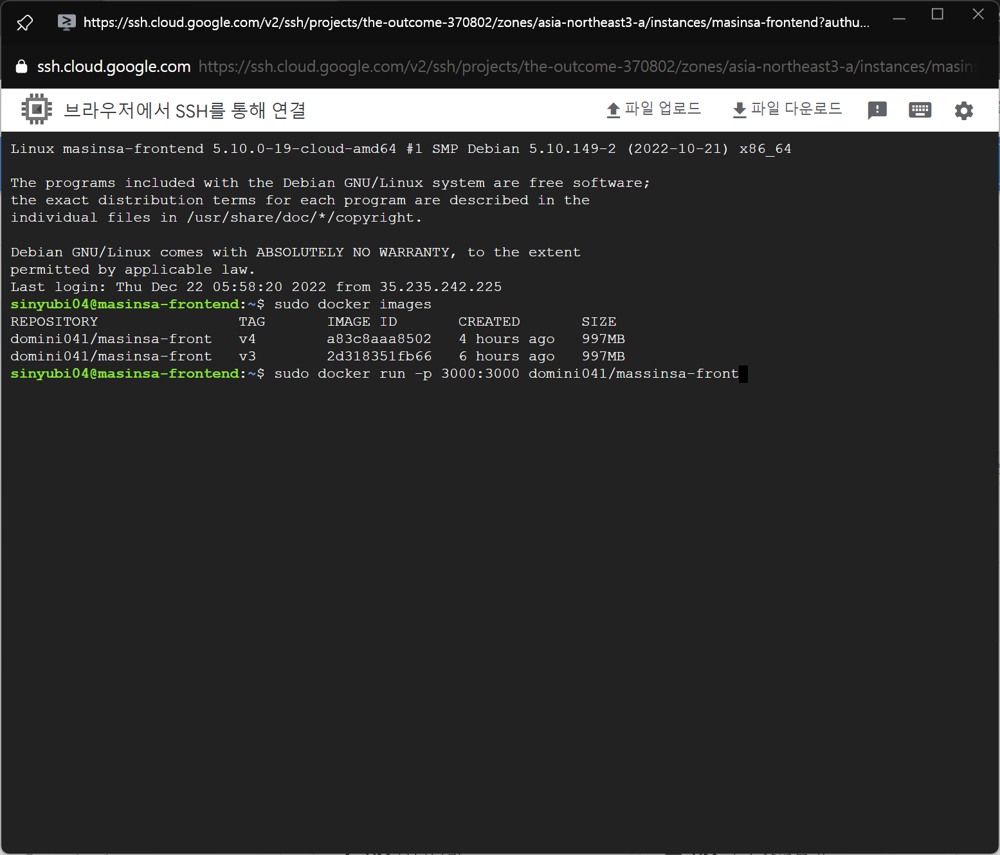 https://ssh.cloud.google.com/v2/ssh/projects/the-outcome-370802/zones/asia-northeast3-a/instances/masinsa-frontend?authu...
ssh.cloud.google.com https://ssh.cloud.google.com/v2/ssh/projects/the-outcome-370802/zones/asia-northeast3-a/instances/masins
브라우저에서 SSH를 통해 연결 파일 업로드 파일 다운로드
Linux masinsa-frontend 5.10.0-19-cloud-amd64 #1 SMP Debian 5.10.149-2 (2022-10-21) x86_64
The programs included with the Debian GNU/Linux system are free software;
the exact distribution terms for each program are described in the
individual files in /usr/share/doc/*/copyright.
Debian GNU/Linux comes with ABSOLUTELY NO WARRANTY, to the extent
permitted by applicable law.
Last login: Thu Dec 22 05:58:20 2022 from 35.235.242.225
sinyubi04@masinsa-frontend:~$ sudo docker images
REPOSITORY TAG IMAGE ID CREATED SIZE
domini041/masinsa-front v4 a83c8aaa8502 4 hours ago 997MB
domini041/masinsa-front v3 2d318351fb66 6 hours ago 997MB
sinyubi04@masinsa-frontend:~$ sudo docker run -p 3000:3000 domini041/massinsa-front